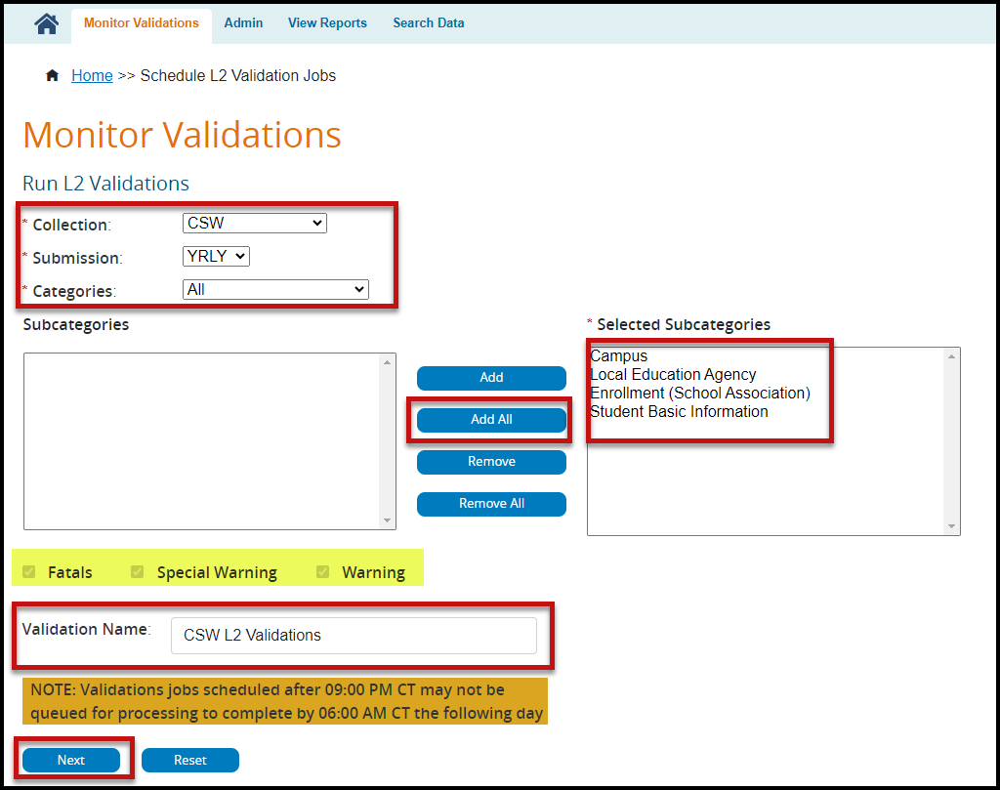 Monitor Validations Admin View Reports Search Data
Home >> Schedule L2 Validation Jobs
Monitor Validations
Run L2 Validations
* Collection: CSW
* Submission: YRLY
* Categories: All
Subcategories
* Selected Subcategories
Campus
Local Education Agency
Enrollment (School Association)
Student Basic Information
Add
Add All
Remove
Remove All
Fatals Special Warning Warning
Validation Name: CSW L2 Validations
NOTE: Validations jobs scheduled after 09:00 PM CT may not be
queued for processing to complete by 06:00 AM CT the following day
Next Reset